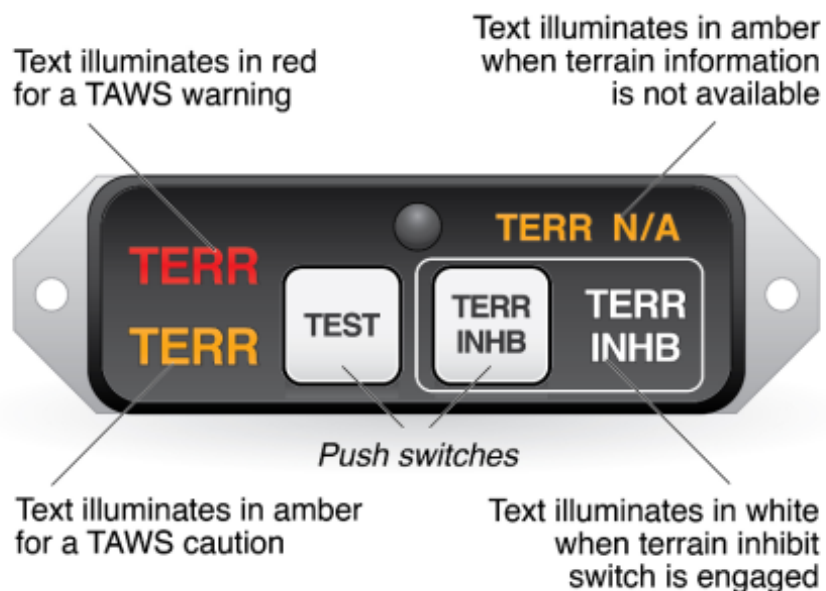 Text illuminates in red
for a TAWS warning
Text illuminates in amber
when terrain information
is not available
TERR
TERR N/A
TERR
TEST
TERR
INHB
TERR
INHB
Push switches
Text illuminates in amber
for a TAWS caution
Text illuminates in white
when terrain inhibit
switch is engaged